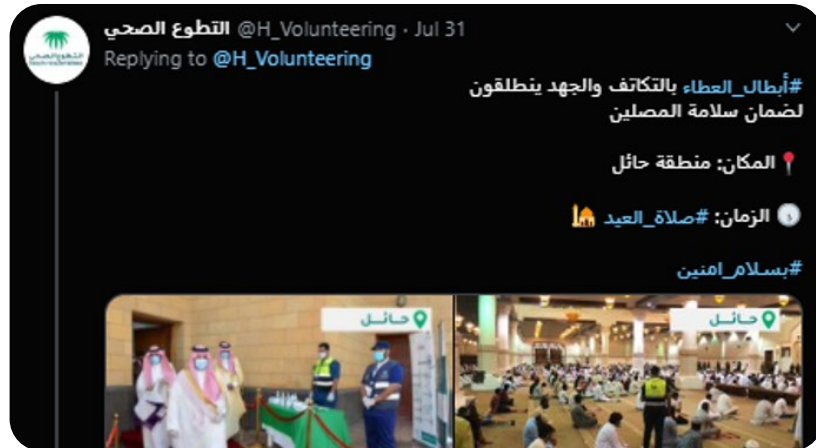 التطوع الصحي @H_Volunteering · Jul 31
Replying to @H_Volunteering
#أبطال_العطاء بالتكاتف والجهد ينطلقون
لضمان سلامة المصلين
📍 المكان: منطقة حائل
🕓 الزمان: #صلاة_العيد 🕌
#بسلام_امنين
حائل
حائل